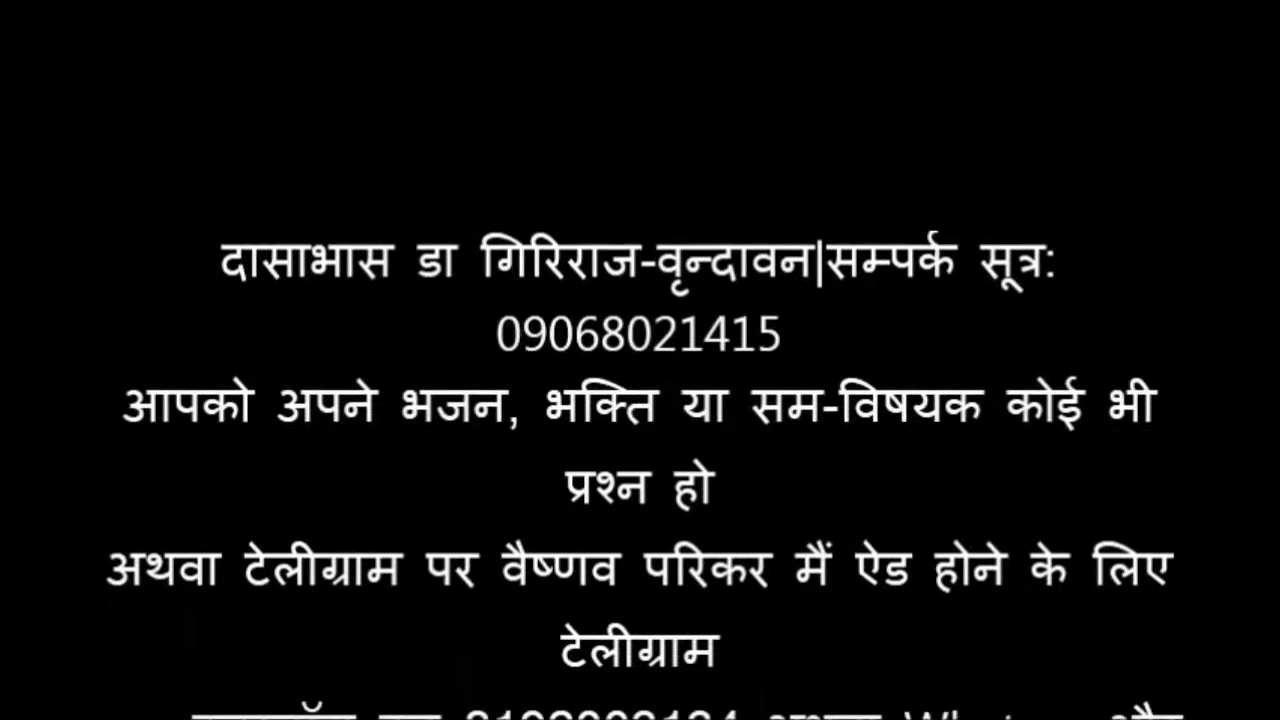 दासाभास डा गिरिराज-वृन्दावन|सम्पर्क सूत्र:
09068021415
आपको अपने भजन, भक्ति या सम-विषयक कोई भी
प्रश्न हो
अथवा टेलीग्राम पर वैष्णव परिकर मैं ऐड होने के लिए
टेलीग्राम